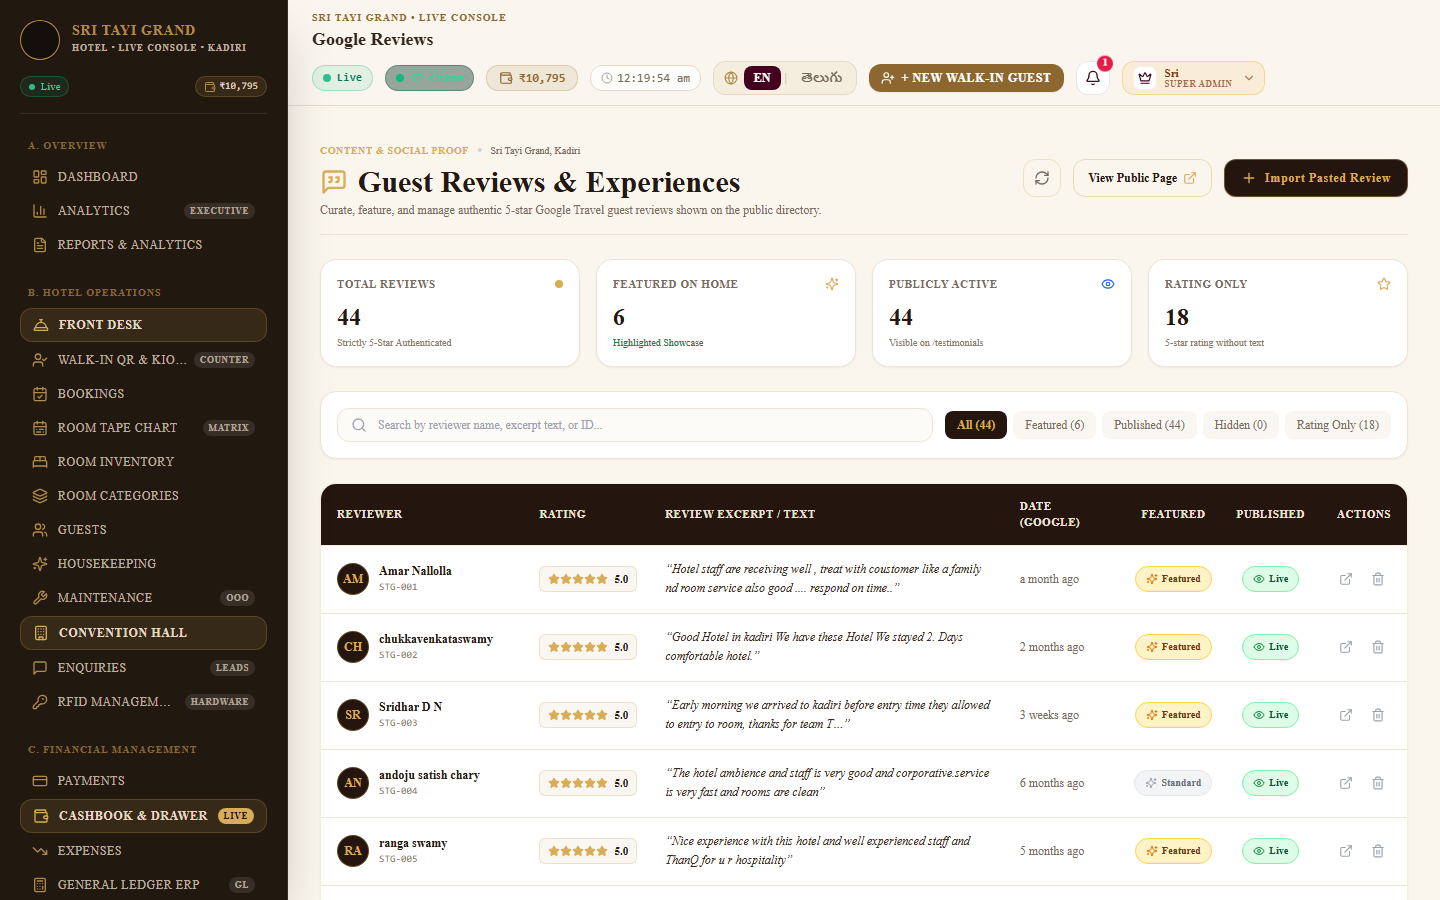 SRI TAYI GRAND
HOTEL • LIVE CONSOLE • KADIRI
Live
₹10,795
A. OVERVIEW
DASHBOARD
ANALYTICS
EXECUTIVE
REPORTS & ANALYTICS
B. HOTEL OPERATIONS
FRONT DESK
WALK-IN QR & KIO...
COUNTER
BOOKINGS
ROOM TAPE CHART
MATRIX
ROOM INVENTORY
ROOM CATEGORIES
GUESTS
HOUSEKEEPING
MAINTENANCE
OOO
CONVENTION HALL
ENQUIRIES
LEADS
RFID MANAGEM...
HARDWARE
C. FINANCIAL MANAGEMENT
PAYMENTS
CASHBOOK & DRAWER
LIVE
EXPENSES
GENERAL LEDGER ERP
GL
SRI TAYI GRAND • LIVE CONSOLE
Google Reviews
Live
₹10,795
12:19:54 am
EN
తెలుగు
+ NEW WALK-IN GUEST
1
Sri
SUPER ADMIN
CONTENT & SOCIAL PROOF • Sri Tayi Grand, Kadiri
Guest Reviews & Experiences
Curate, feature, and manage authentic 5-star Google Travel guest reviews shown on the public directory.
View Public Page
Import Pasted Review
TOTAL REVIEWS
44
Strictly 5-Star Authenticated
FEATURED ON HOME
6
Highlighted Showcase
PUBLICLY ACTIVE
44
Visible on /testimonials
RATING ONLY
18
5-star rating without text
Search by reviewer name, excerpt text, or ID...
All (44)
Featured (6)
Published (44)
Hidden (0)
Rating Only (18)
REVIEWER
RATING
REVIEW EXCERPT / TEXT
DATE (GOOGLE)
FEATURED
PUBLISHED
ACTIONS
AM
Amar Nallolla
STG-001
5.0
“Hotel staff are receiving well , treat with coustomer like a family
nd room service also good .... respond on time..”
a month ago
Featured
Live
CH
chukkavenkataswamy
STG-002
5.0
“Good Hotel in kadiri We have these Hotel We stayed 2. Days
comfortable hotel.”
2 months ago
Featured
Live
SR
Sridhar D N
STG-003
5.0
“Early morning we arrived to kadiri before entry time they allowed
to entry to room, thanks for team T…”
3 weeks ago
Featured
Live
AN
andoju satish chary
STG-004
5.0
“The hotel ambience and staff is very good and corporative.service
is very fast and rooms are clean”
6 months ago
Standard
Live
RA
ranga swamy
STG-005
5.0
“Nice experience with this hotel and well experienced staff and
ThanQ for u r hospitality”
5 months ago
Featured
Live